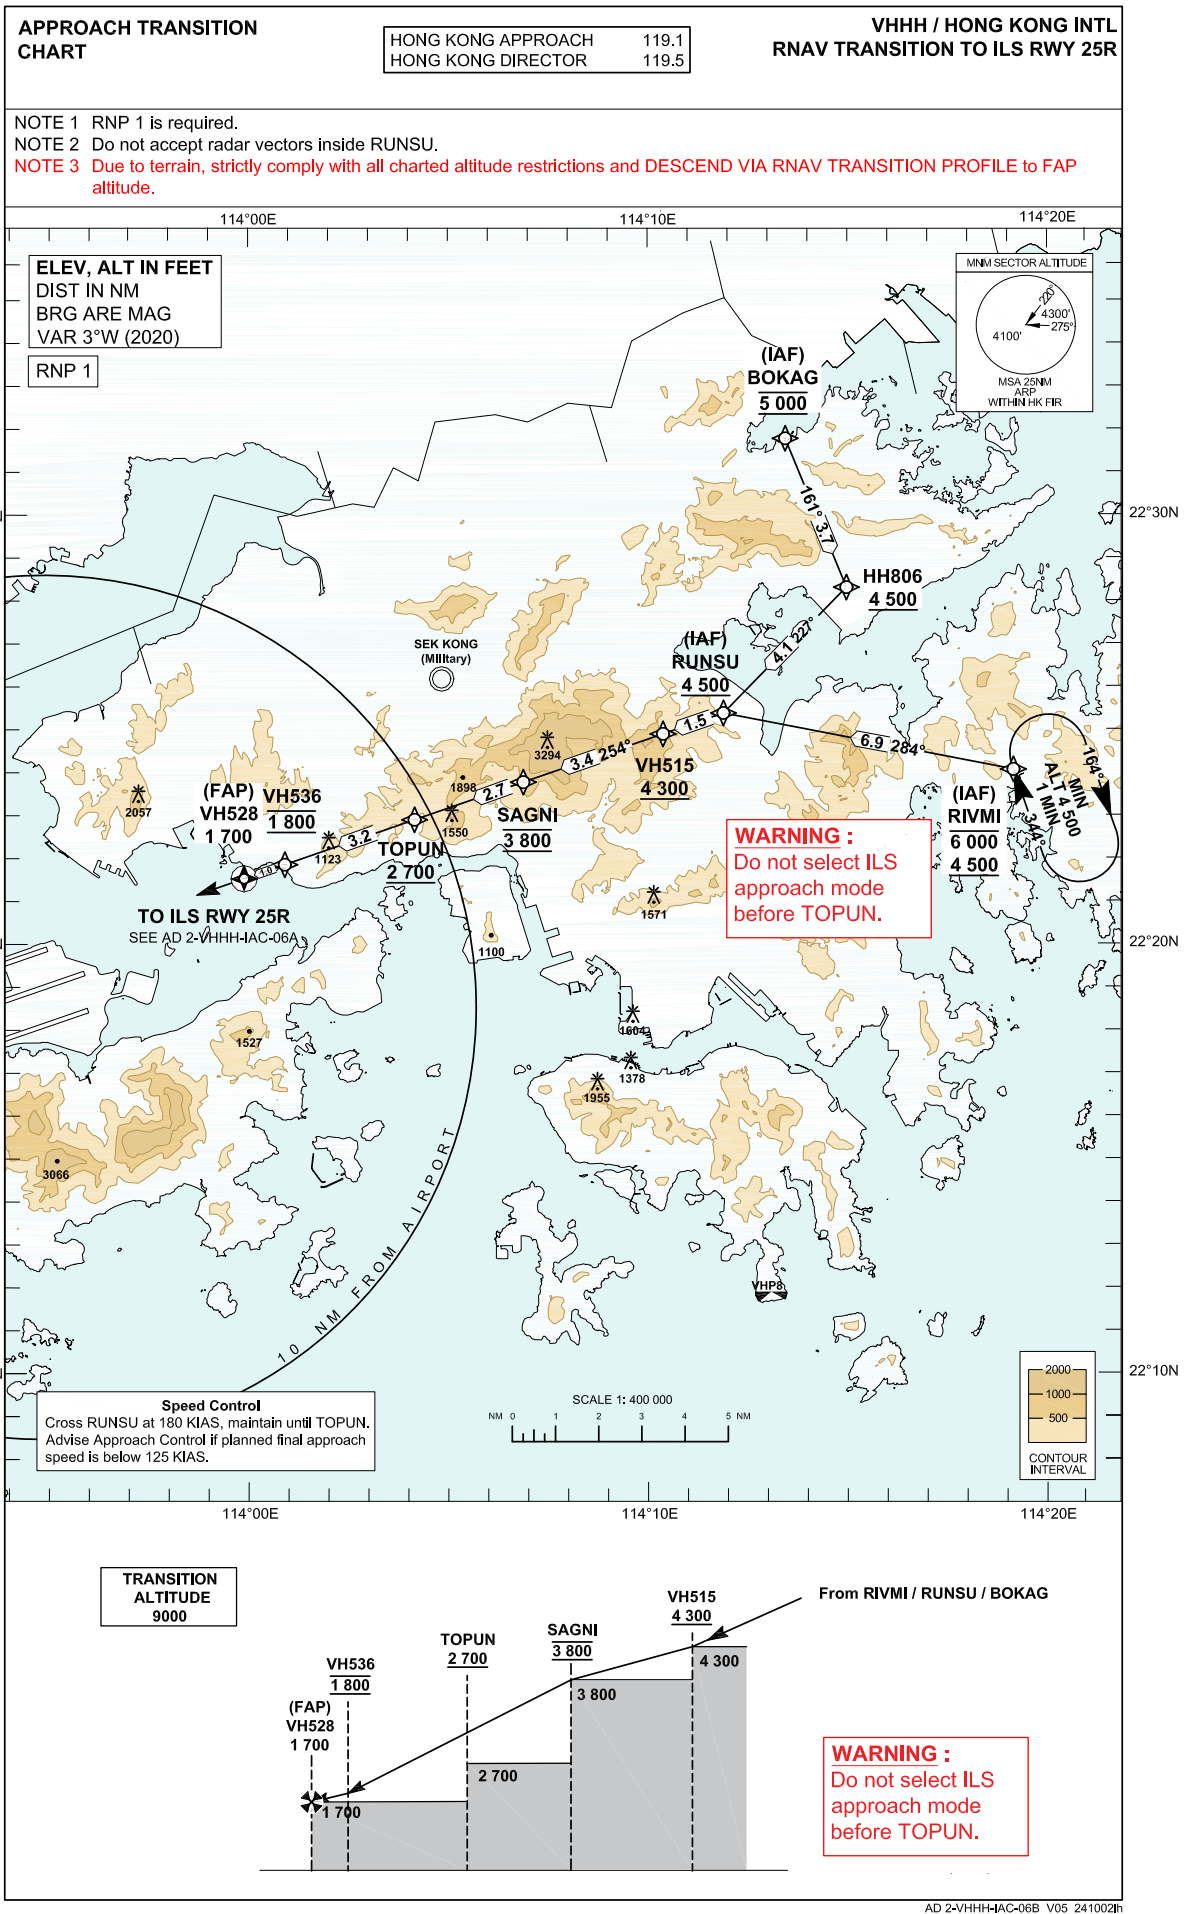 APPROACH TRANSITION
CHART
HONG KONG APPROACH 119.1
HONG KONG DIRECTOR 119.5
VHHH / HONG KONG INTL
RNAV TRANSITION TO ILS RWY 25R
NOTE 1 RNP 1 is required.
NOTE 2 Do not accept radar vectors inside RUNSU.
NOTE 3 Due to terrain, strictly comply with all charted altitude restrictions and DESCEND VIA RNAV TRANSITION PROFILE to FAP
altitude.
114°00E
114°10E
114°20E
ELEV, ALT IN FEET
DIST IN NM
BRG ARE MAG
VAR 3°W (2020)
RNP 1
MNM SECTOR ALTITUDE
220°
4300'
275°
4100'
MSA 25NM
ARP
WITHIN HK FIR
(IAF)
BOKAG
5 000
161° 3.7
22°30N
HH806
4 500
4.1 227°
SEK KONG
(Military)
(IAF)
RUNSU
4 500
1.5
6.9 284°
3294
3.4 254°
VH515
4 300
1898
2.7
164°
MIN
ALT 4 500
1 MIN
344°
(IAF)
RIVMI
6 000
4 500
2057
(FAP)
VH528
1 700
VH536
1 800
1550
SAGNI
3 800
1123
3.2
TOPUN
2 700
1.0
WARNING :
Do not select ILS
approach mode
before TOPUN.
TO ILS RWY 25R
SEE AD 2-VHHH-IAC-06A
1571
1100
22°20N
1527
1604
1378
1955
3066
10 NM FROM AIRPORT
VHP8
22°10N
2000
1000
500
CONTOUR
INTERVAL
Speed Control
Cross RUNSU at 180 KIAS, maintain until TOPUN.
Advise Approach Control if planned final approach
speed is below 125 KIAS.
SCALE 1: 400 000
NM 0 1 2 3 4 5 NM
114°00E
114°10E
114°20E
TRANSITION
ALTITUDE
9000
From RIVMI / RUNSU / BOKAG
VH515
4 300
SAGNI
3 800
TOPUN
2 700
VH536
1 800
(FAP)
VH528
1 700
4 300
3 800
2 700
1 700
WARNING :
Do not select ILS
approach mode
before TOPUN.
AD 2-VHHH-IAC-06B V05 241002lh